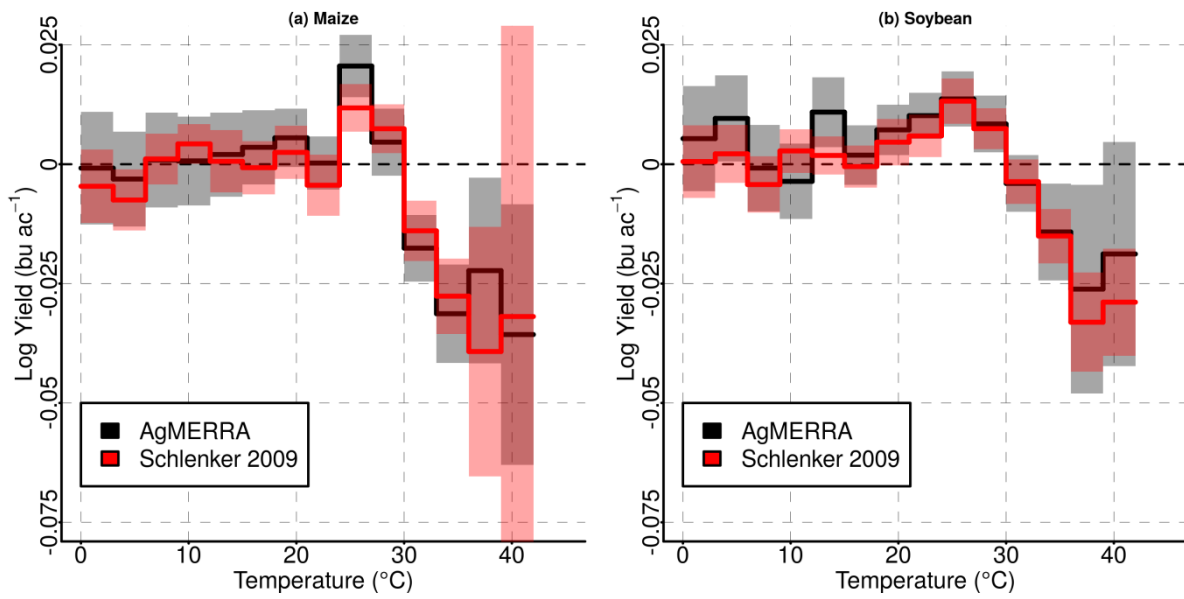 (a) Maize
0.025
0
-0.025
-0.05
-0.075
Log Yield (bu ac⁻¹)
AgMERRA
Schlenker 2009
0 10 20 30 40
Temperature (°C)
(b) Soybean
0.025
0
-0.025
-0.05
-0.075
Log Yield (bu ac⁻¹)
AgMERRA
Schlenker 2009
0 10 20 30 40
Temperature (°C)